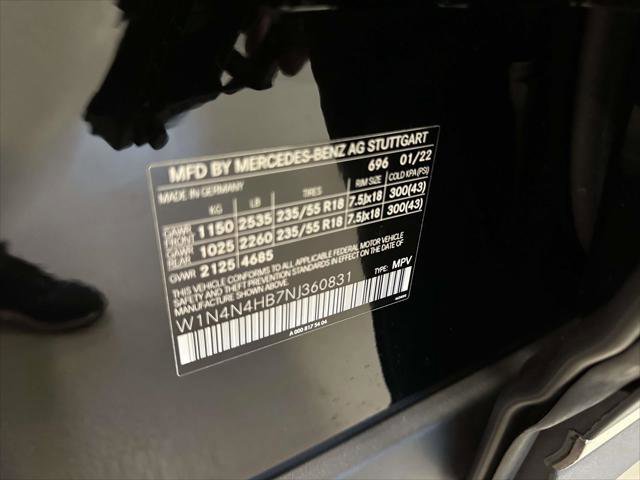 MFD BY MERCEDES-BENZ AG STUTTGART
MADE IN GERMANY 696 01/22
KG LB TIRES RIM SIZE COLD KPA (PSI)
GAWR FRONT 1150 2535 235/55 R18 7.5Jx18 300(43)
GAWR REAR 1025 2260 235/55 R18 7.5Jx18 300(43)
GVWR 2125 4685
THIS VEHICLE CONFORMS TO ALL APPLICABLE FEDERAL MOTOR VEHICLE
SAFETY, BUMPER AND THEFT PREVENTION STANDARDS IN EFFECT ON THE DATE OF
MANUFACTURE SHOWN ABOVE.
W1N4N4HB7NJ360831 TYPE: MPV
A 000 817 54 04